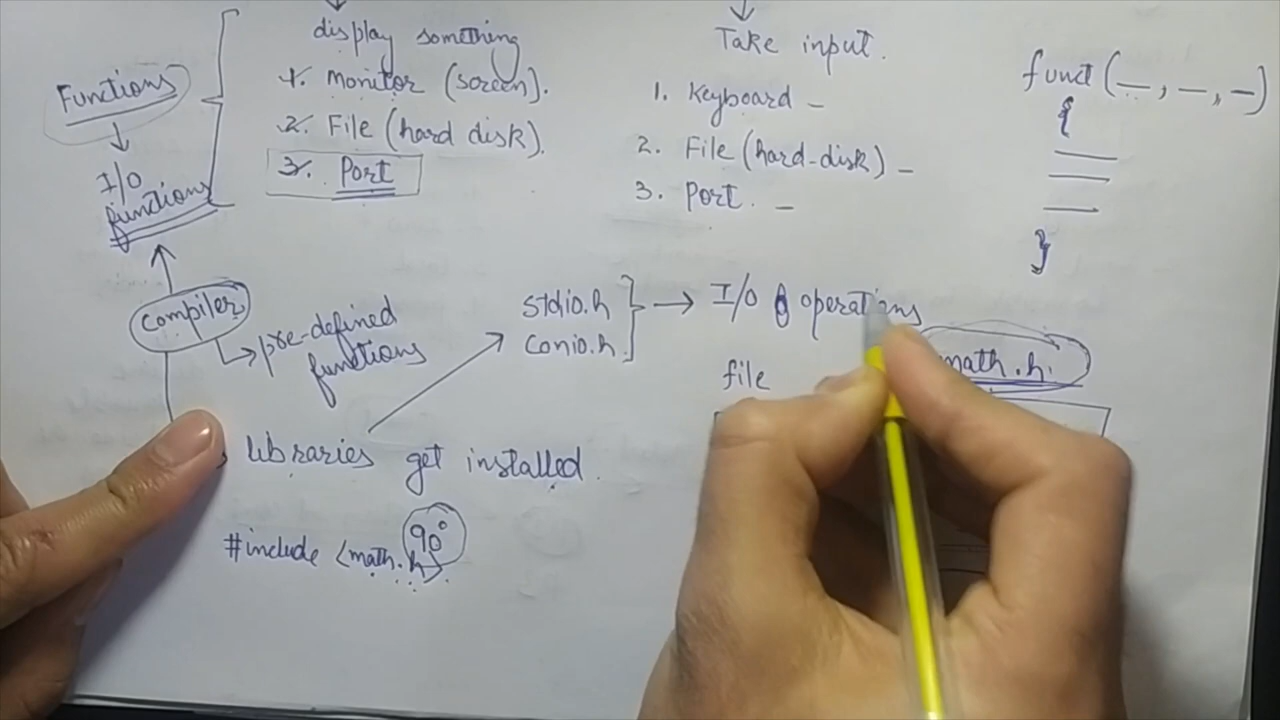 display something
1. Monitor (screen).
2. File (hard disk).
3. Port
Functions
I/O
functions
Take input.
1. Keyboard -
2. File (hard-disk) -
3. Port. -
funct (_, _, _)
{
}
Compiler
pre-defined
functions
stdio.h
conio.h
} → I/O operations
file
math.h.
libraries get installed.
#include <math.h>
90°